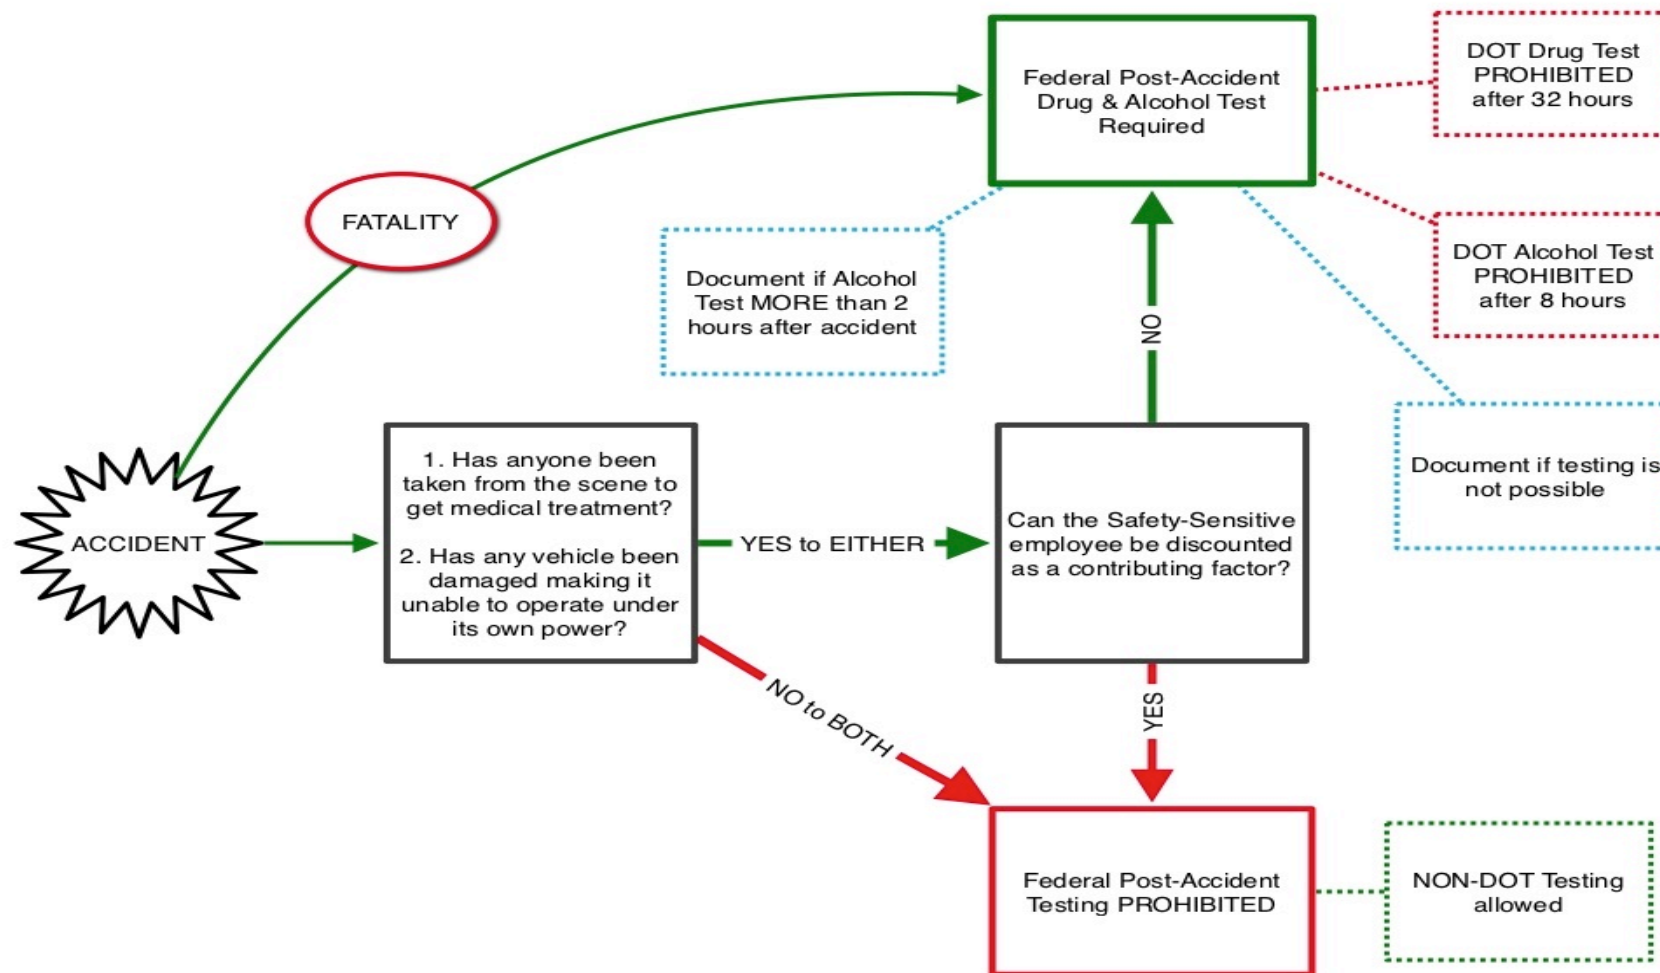 Federal Post-Accident
Drug & Alcohol Test
Required
DOT Drug Test
PROHIBITED
after 32 hours
FATALITY
Document if Alcohol
Test MORE than 2
hours after accident
DOT Alcohol Test
PROHIBITED
after 8 hours
NO
ACCIDENT
1. Has anyone been
taken from the scene to
get medical treatment?
2. Has any vehicle been
damaged making it
unable to operate under
its own power?
YES to EITHER
Can the Safety-Sensitive
employee be discounted
as a contributing factor?
Document if testing is
not possible
NO to BOTH
YES
Federal Post-Accident
Testing PROHIBITED
NON-DOT Testing
allowed